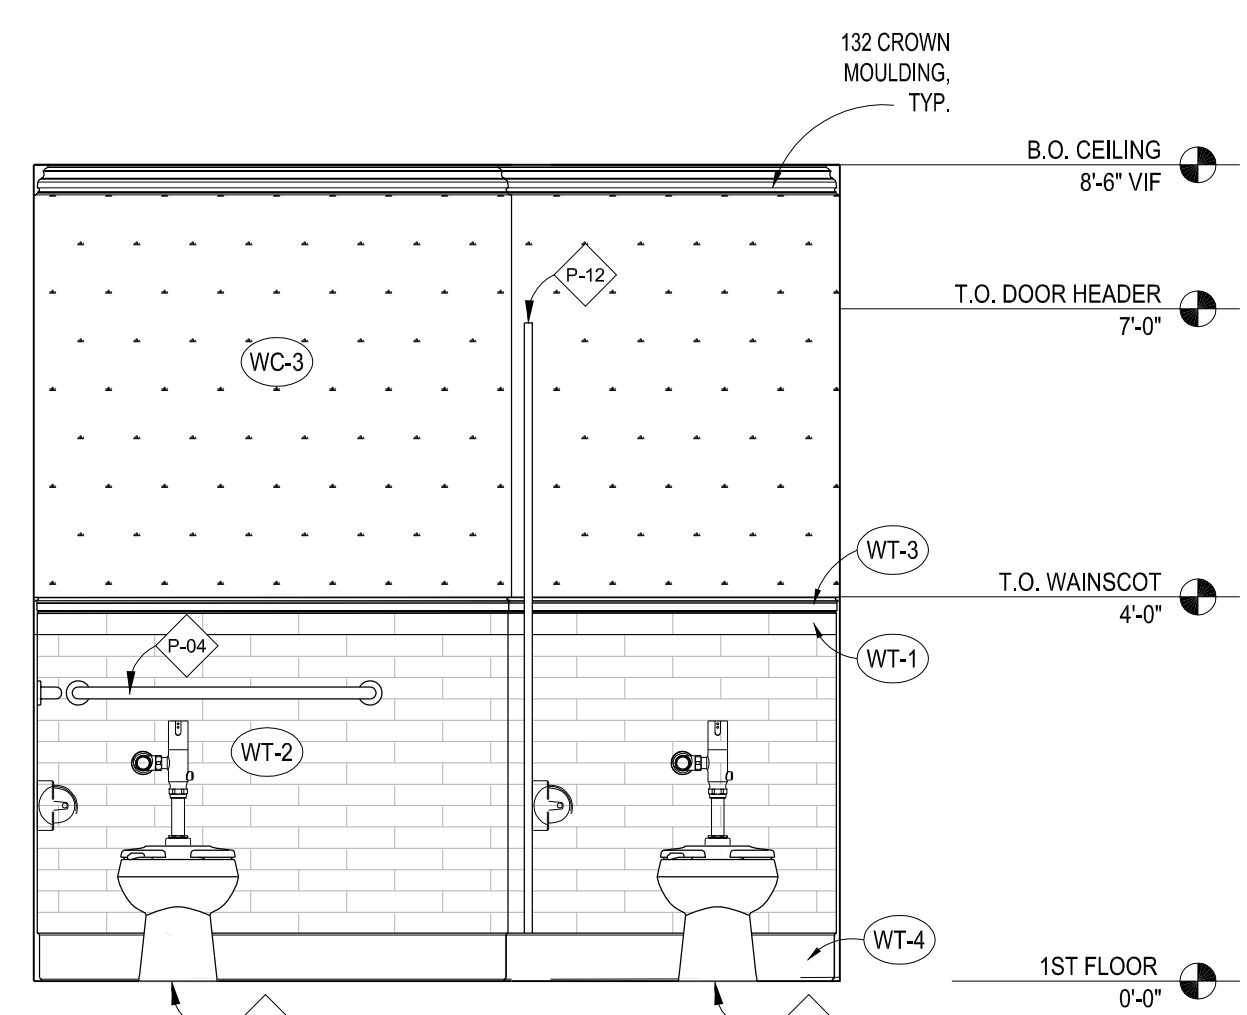 132 CROWN
MOULDING,
TYP.
B.O. CEILING
8'-6" VIF
P-12
T.O. DOOR HEADER
7'-0"
WC-3
WT-3
T.O. WAINSCOT
4'-0"
P-04
WT-1
WT-2
WT-4
1ST FLOOR
0'-0"